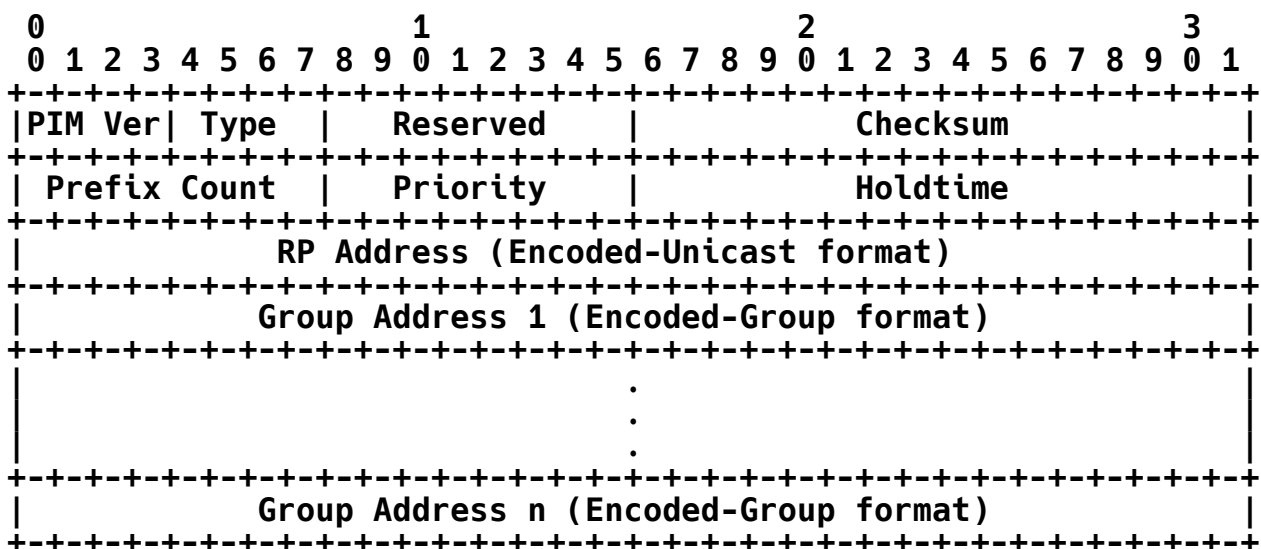 0                   1                   2                   3
 0 1 2 3 4 5 6 7 8 9 0 1 2 3 4 5 6 7 8 9 0 1 2 3 4 5 6 7 8 9 0 1
+-+-+-+-+-+-+-+-+-+-+-+-+-+-+-+-+-+-+-+-+-+-+-+-+-+-+-+-+-+-+-+-+
|PIM Ver| Type  |   Reserved    |           Checksum            |
+-+-+-+-+-+-+-+-+-+-+-+-+-+-+-+-+-+-+-+-+-+-+-+-+-+-+-+-+-+-+-+-+
| Prefix Count  |   Priority    |           Holdtime            |
+-+-+-+-+-+-+-+-+-+-+-+-+-+-+-+-+-+-+-+-+-+-+-+-+-+-+-+-+-+-+-+-+
|             RP Address (Encoded-Unicast format)               |
+-+-+-+-+-+-+-+-+-+-+-+-+-+-+-+-+-+-+-+-+-+-+-+-+-+-+-+-+-+-+-+-+
|            Group Address 1 (Encoded-Group format)             |
+-+-+-+-+-+-+-+-+-+-+-+-+-+-+-+-+-+-+-+-+-+-+-+-+-+-+-+-+-+-+-+-+
|                               .                               |
|                               .                               |
|                               .                               |
+-+-+-+-+-+-+-+-+-+-+-+-+-+-+-+-+-+-+-+-+-+-+-+-+-+-+-+-+-+-+-+-+
|            Group Address n (Encoded-Group format)             |
+-+-+-+-+-+-+-+-+-+-+-+-+-+-+-+-+-+-+-+-+-+-+-+-+-+-+-+-+-+-+-+-+